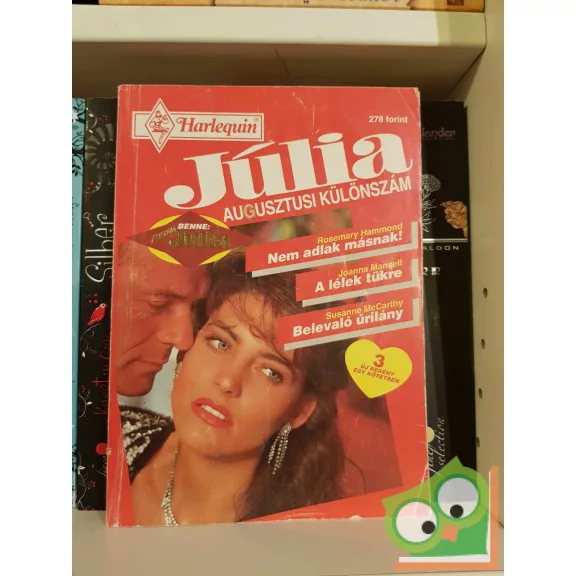 Harlequin®
278 forint
Júlia
AUGUSZTUSI KÜLÖNSZÁM
BENNE:
Rosemary Hammond
Nem adlak másnak!
Joanna Mansell
A lélek tükre
Susanne McCarthy
Belevaló úrilány
3
ÚJ REGÉNY
EGY KÖTETBEN
Silber
selection